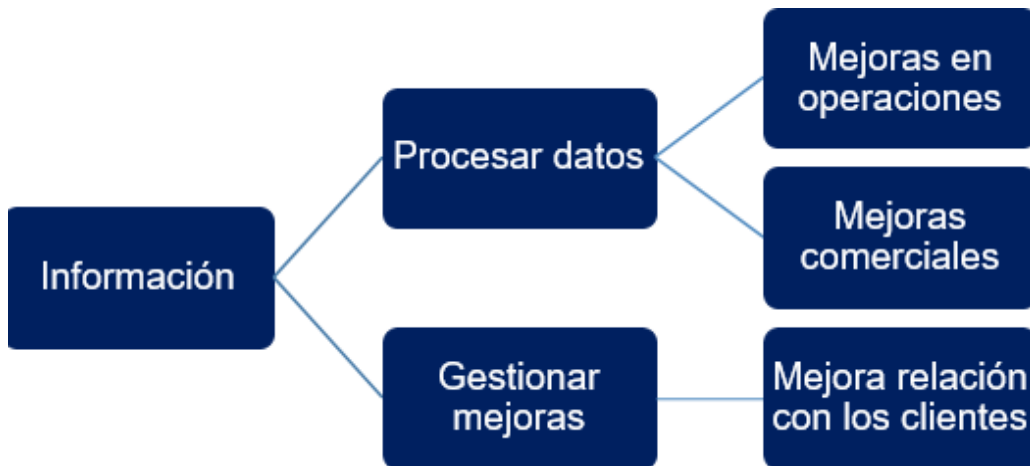 Información
Procesar datos
Mejoras en
operaciones
Mejoras
comerciales
Gestionar
mejoras
Mejora relación
con los clientes